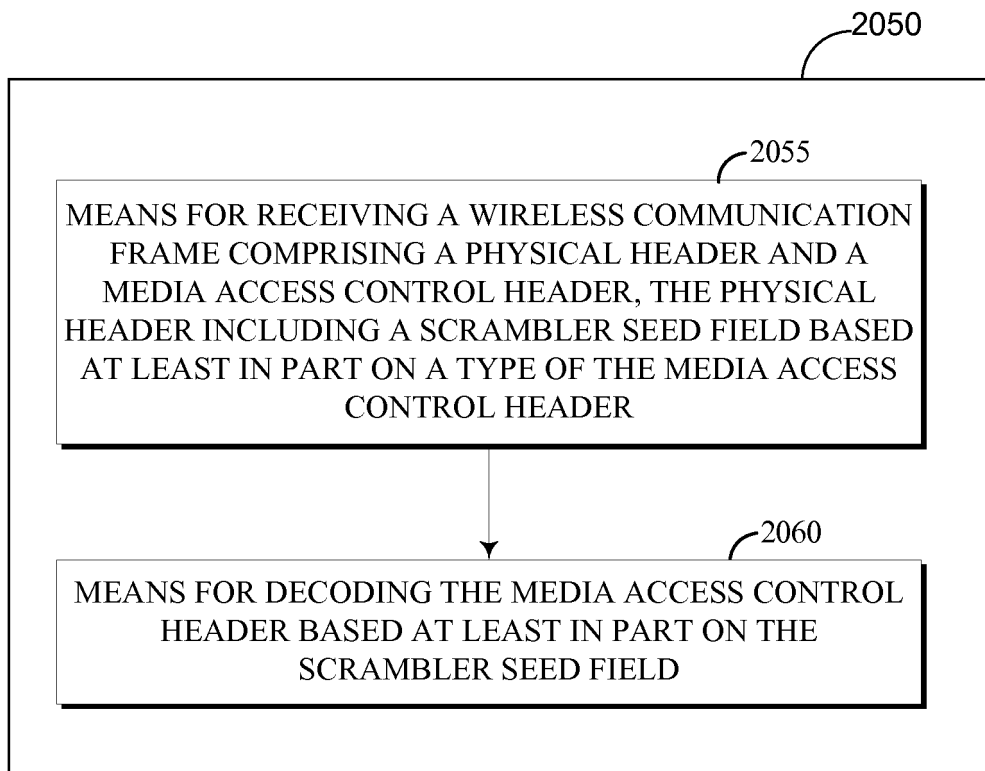 2050
2055
MEANS FOR RECEIVING A WIRELESS COMMUNICATION
FRAME COMPRISING A PHYSICAL HEADER AND A
MEDIA ACCESS CONTROL HEADER, THE PHYSICAL
HEADER INCLUDING A SCRAMBLER SEED FIELD BASED
AT LEAST IN PART ON A TYPE OF THE MEDIA ACCESS
CONTROL HEADER
2060
MEANS FOR DECODING THE MEDIA ACCESS CONTROL
HEADER BASED AT LEAST IN PART ON THE
SCRAMBLER SEED FIELD